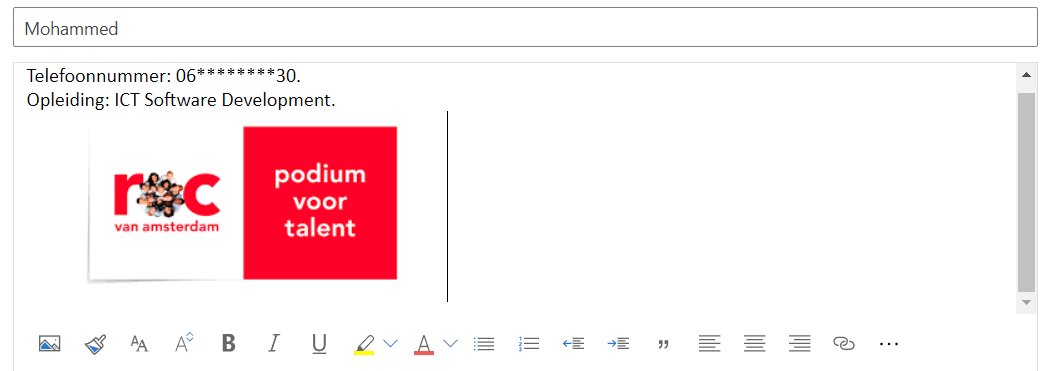 Mohammed
Telefoonnummer: 06********30.
Opleiding: ICT Software Development.
roc
van amsterdam
podium
voor
talent